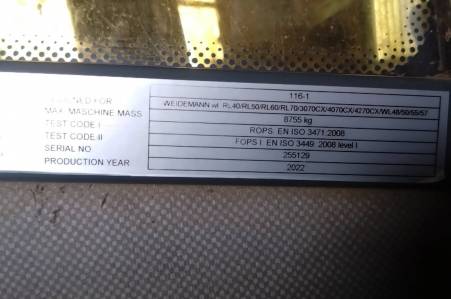 116-1
NED FOR WEIDEMANN wl. RL40/RL50/RL60/RL70/3070CX/4070CX/4270CX/WL48/50/55/57
MAX. MASCHINE MASS 8755 kg
TEST CODE I ROPS: EN ISO 3471:2008
TEST CODE II FOPS I: EN ISO 3449: 2008 level I
SERIAL NO 255129
PRODUCTION YEAR 2022